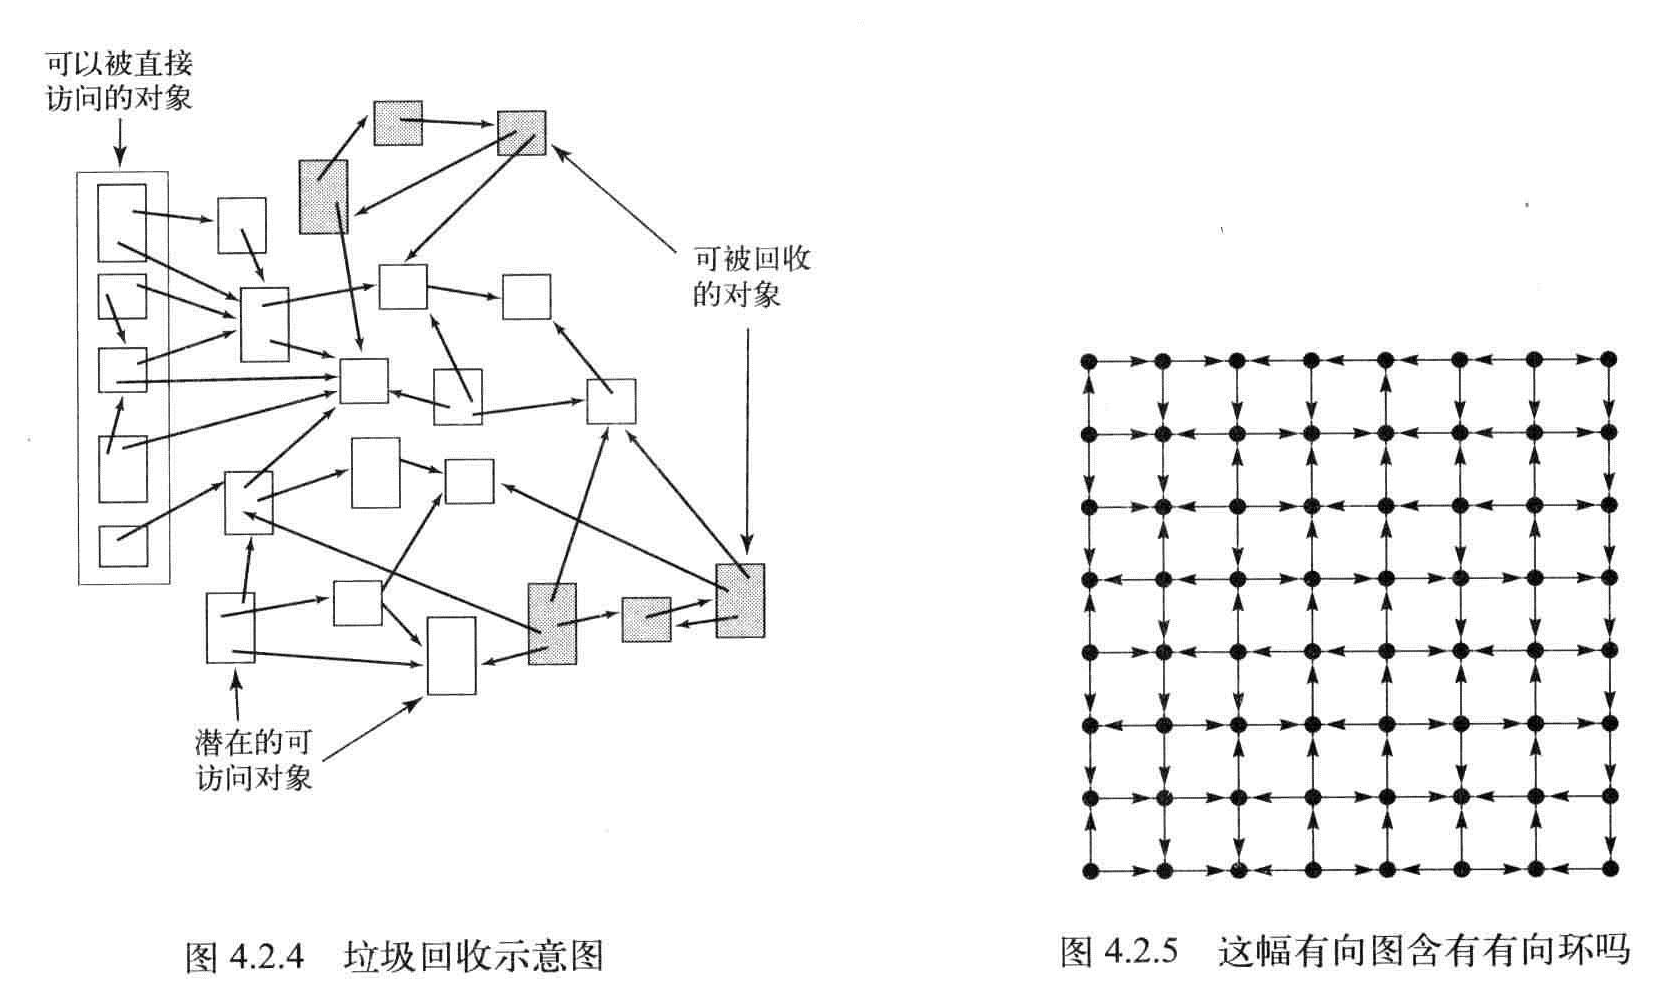 可以被直接
访问的对象
可被回收
的对象
潜在的可
访问对象
图 4.2.4 垃圾回收示意图
图 4.2.5 这幅有向图含有有向环吗